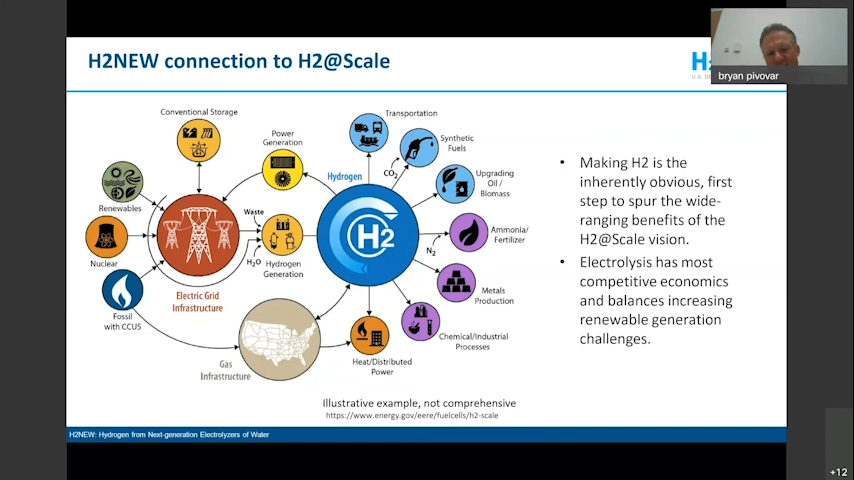 H2NEW connection to H2@Scale
H
U.S. DE
bryan pivovar
Conventional Storage
Transportation
Power
Generation
Synthetic
Fuels
Hydrogen
CO2
Upgrading
Oil /
Biomass
Renewables
Waste
H2
Ammonia/
Fertilizer
N2
Nuclear
H2O
Hydrogen
Generation
Electric Grid
Infrastructure
Metals
Production
Fossil
with CCUS
Chemical/Industrial
Processes
Gas
Infrastructure
Heat/Distributed
Power
• Making H2 is the
inherently obvious, first
step to spur the wide-
ranging benefits of the
H2@Scale vision.
• Electrolysis has most
competitive economics
and balances increasing
renewable generation
challenges.
Illustrative example, not comprehensive
https://www.energy.gov/eere/fuelcells/h2-scale
H2NEW: Hydrogen from Next-generation Electrolyzers of Water
+12